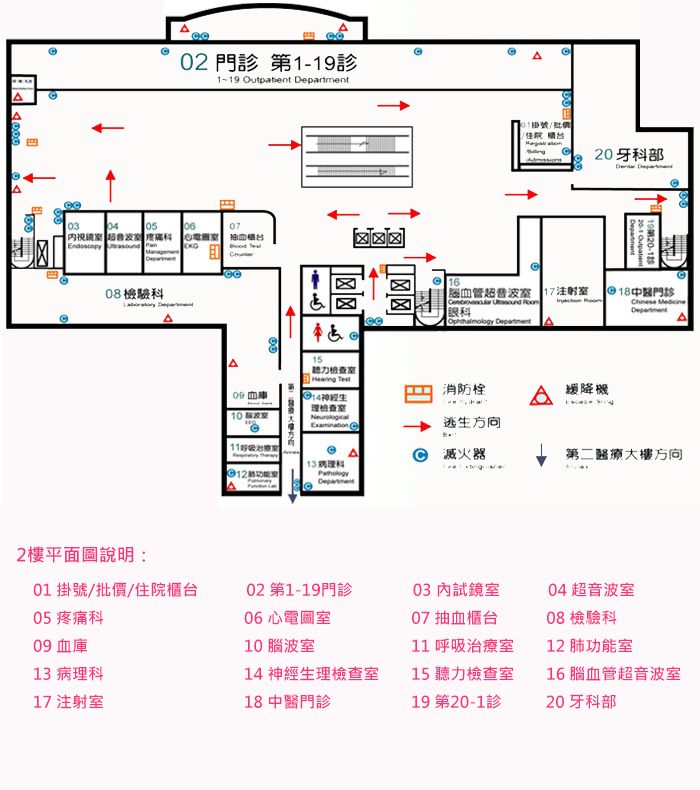 02 門診 第1-19診
1~19 Outpatient Department
01掛號/批價
/住院 櫃台
Registration
/Billing
/Admissions
20 牙科部
Dental Department
03
內視鏡室
Endoscopy
04
超音波室
Ultrasound
05
疼痛科
Pain
Management
Department
06
心電圖室
EKG
07
抽血櫃台
Blood Test
Counter
19第20-1診
20-1 Outpatient
Department
08 檢驗科
Laboratory Department
16
腦血管超音波室
Cerebrovascular Ultrasound Room
眼科
Ophthalmology Department
17 注射室
Injection Room
18 中醫門診
Chinese Medicine
Department
15
聽力檢查室
Hearing Test
09 血庫
14神經生
理檢查室
Neurological
Examination
10 腦波室
EEG
第二醫療大樓方向
Annex
11呼吸治療室
Respiratory Therapy
12肺功能室
Pulmonary
Function Lab
13 病理科
Pathology
Department
消防栓
緩降機
逃生方向
Exit
滅火器
第二醫療大樓方向
Annex
2樓平面圖說明：
01 掛號/批價/住院櫃台 02 第1-19門診 03 內試鏡室 04 超音波室
05 疼痛科 06 心電圖室 07 抽血櫃台 08 檢驗科
09 血庫 10 腦波室 11 呼吸治療室 12 肺功能室
13 病理科 14 神經生理檢查室 15 聽力檢查室 16 腦血管超音波室
17 注射室 18 中醫門診 19 第20-1診 20 牙科部